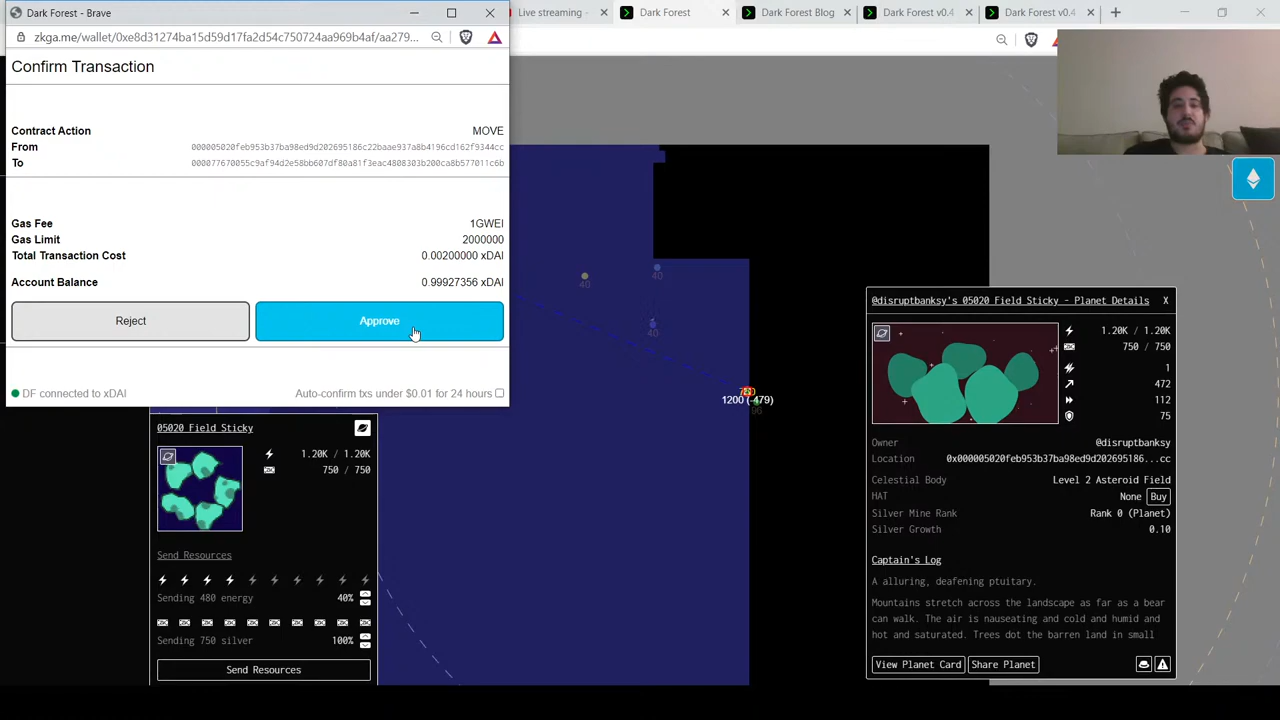 Dark Forest - Brave
Live streaming -
Dark Forest
Dark Forest Blog
Dark Forest v0.4
Dark Forest v0.4
zkga.me/wallet/0xe8d31274ba15d59d17fa2d54c750724aa969b4af/aa279...
Confirm Transaction
Contract Action MOVE
From 000005020feb953b37ba98ed9d202695186c22baae937a8b4196cd162f9344cc
To 000077670055c9af94d2e58bb607df80a81f3eac4808303b200ca8b577011c6b
Gas Fee 1GWEI
Gas Limit 2000000
Total Transaction Cost 0.00200000 xDAI
Account Balance 0.99927356 xDAI
Reject
Approve
DF connected to xDAI
Auto-confirm txs under $0.01 for 24 hours
40
40
40
1200 (-479)
96
05020 Field Sticky
1.20K / 1.20K
750 / 750
Send Resources
Sending 480 energy 40%
Sending 750 silver 100%
Send Resources
@disruptbanksy's 05020 Field Sticky - Planet Details X
1.20K / 1.20K
750 / 750
1
472
112
75
Owner @disruptbanksy
Location 0x000005020feb953b37ba98ed9d202695186...cc
Celestial Body Level 2 Asteroid Field
HAT None Buy
Silver Mine Rank Rank 0 (Planet)
Silver Growth 0.10
Captain's Log
A alluring, deafening ptuitary.
Mountains stretch across the landscape as far as a bear
can walk. The air is nauseating and cold and humid and
hot and saturated. Trees dot the barren land in small
View Planet Card
Share Planet